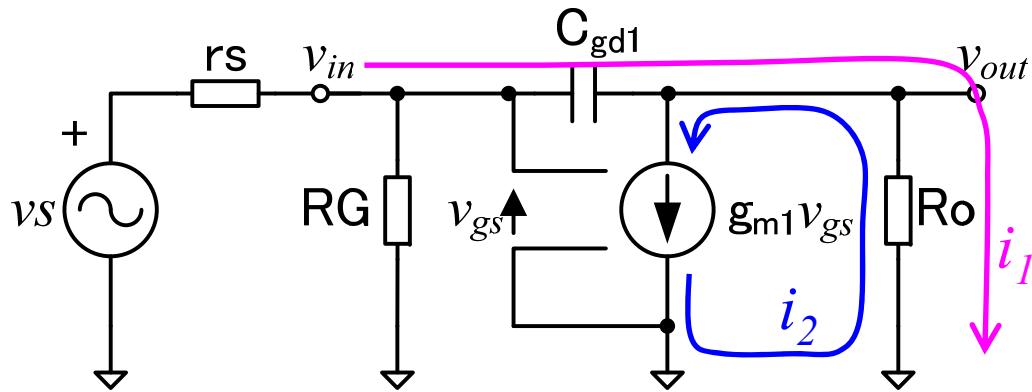 rs
v_in
C_gd1
v_out
+
vs
RG
v_gs
g_m1 v_gs
Ro
i_1
i_2